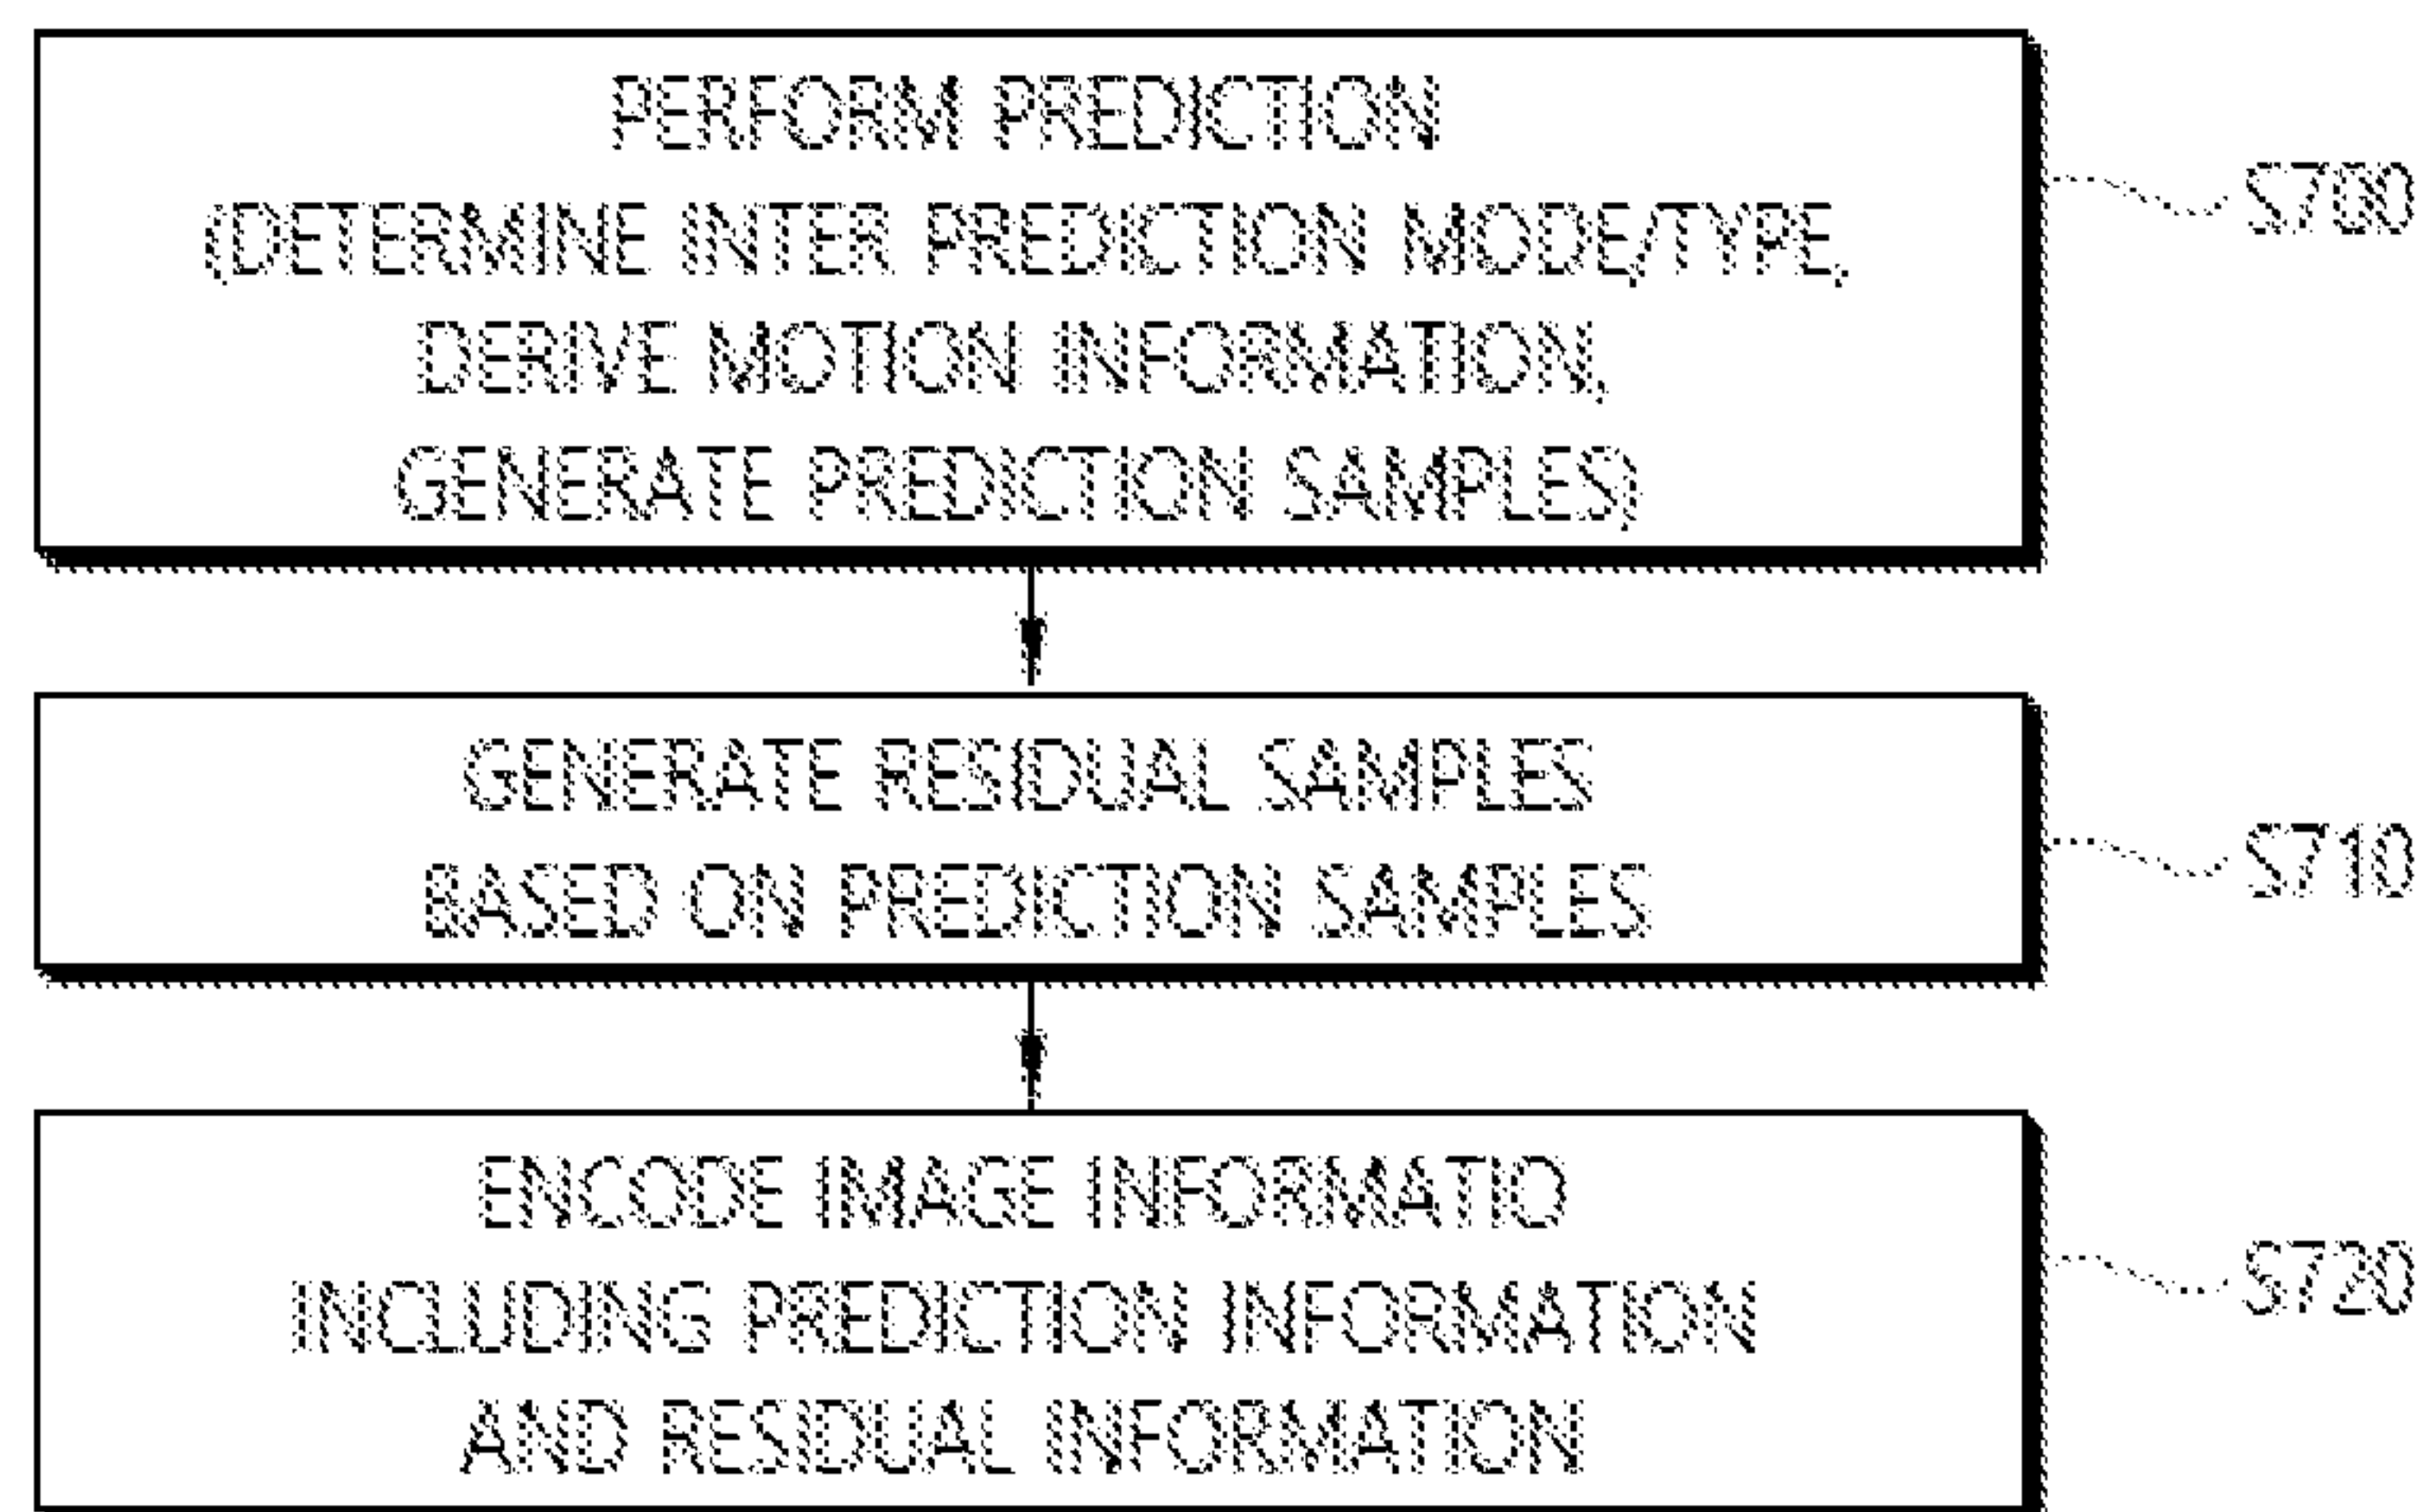 PERFORM PREDICTION
(DETERMINE INTER PREDICTION MODE/TYPE,
DERIVE MOTION INFORMATION,
GENERATE PREDICTION SAMPLES)
S700
GENERATE RESIDUAL SAMPLES
BASED ON PREDICTION SAMPLES
S710
ENCODE IMAGE INFORMATIO
INCLUDING PREDICTION INFORMATION
AND RESIDUAL INFORMATION
S720